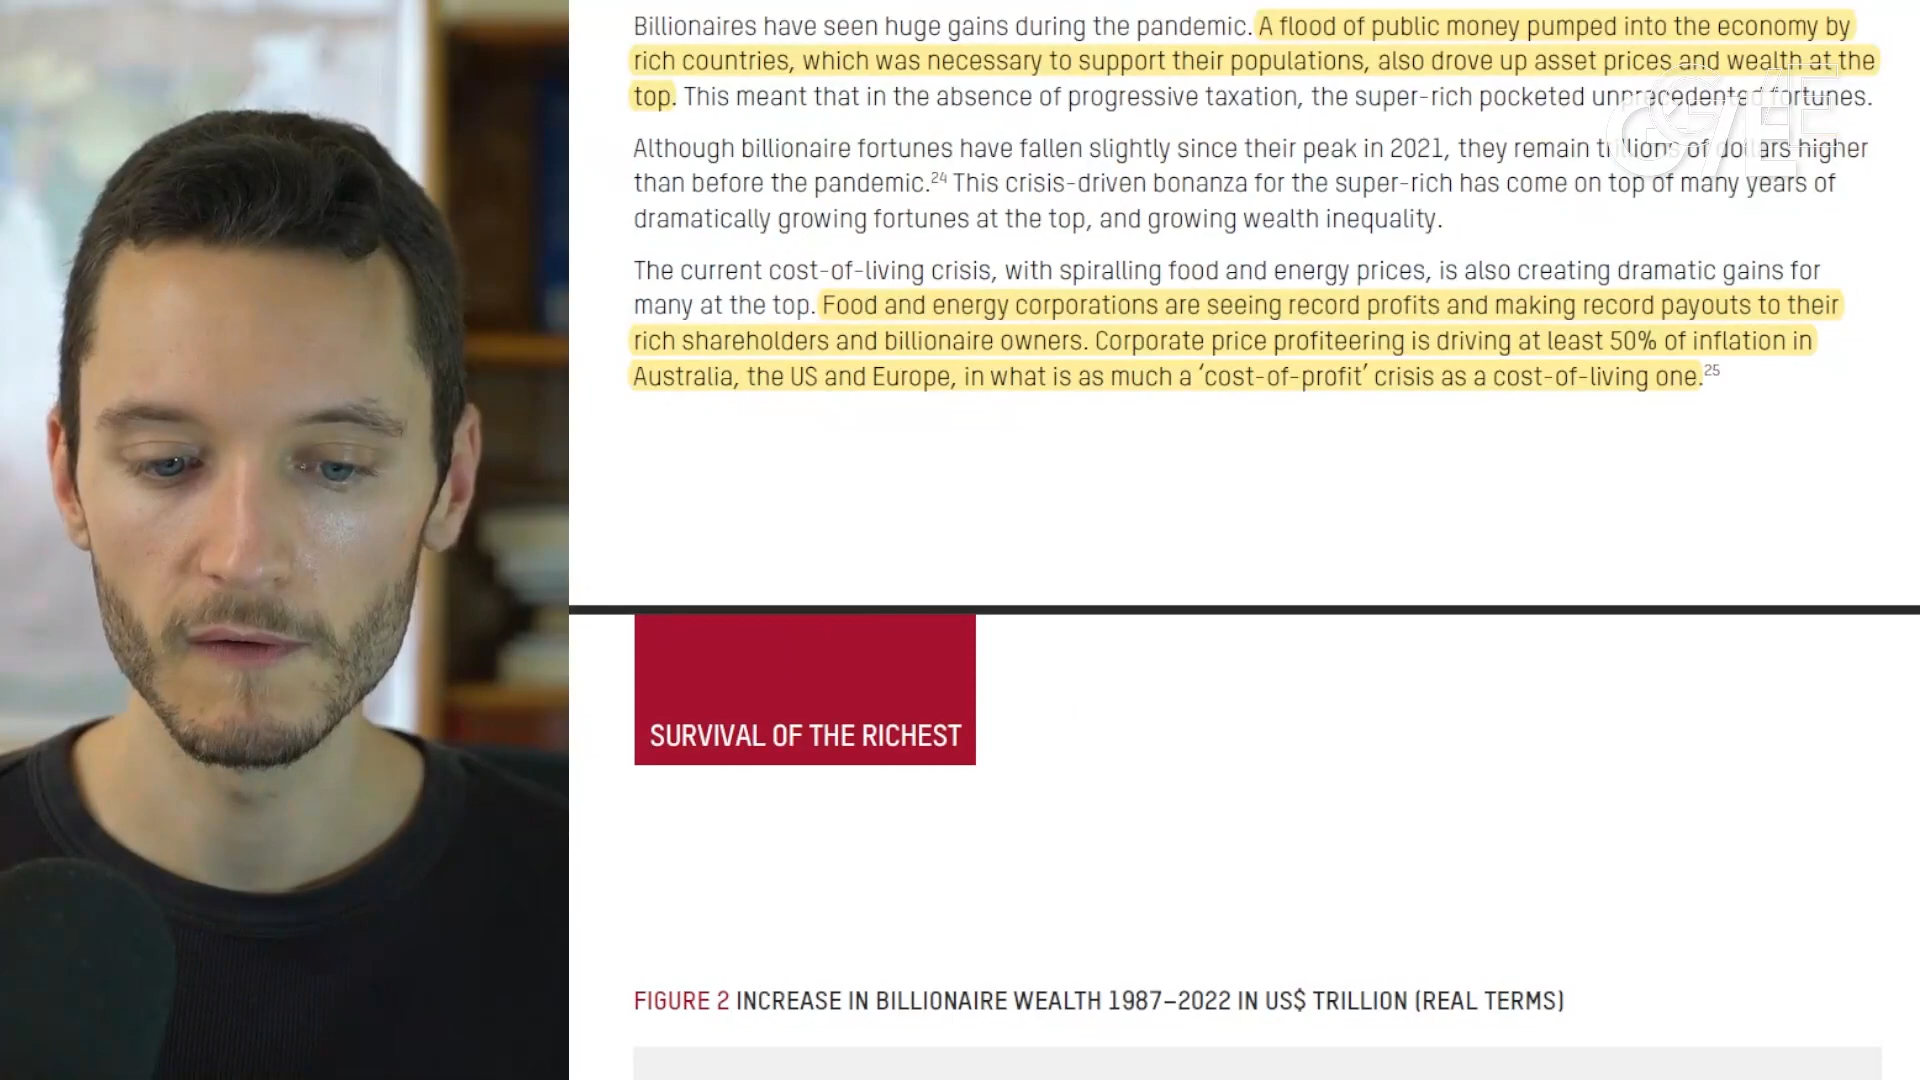 Billionaires have seen huge gains during the pandemic. A flood of public money pumped into the economy by
rich countries, which was necessary to support their populations, also drove up asset prices and wealth at the
top. This meant that in the absence of progressive taxation, the super-rich pocketed unprecedented fortunes.
Although billionaire fortunes have fallen slightly since their peak in 2021, they remain trillions of dollars higher
than before the pandemic.24 This crisis-driven bonanza for the super-rich has come on top of many years of
dramatically growing fortunes at the top, and growing wealth inequality.
The current cost-of-living crisis, with spiralling food and energy prices, is also creating dramatic gains for
many at the top. Food and energy corporations are seeing record profits and making record payouts to their
rich shareholders and billionaire owners. Corporate price profiteering is driving at least 50% of inflation in
Australia, the US and Europe, in what is as much a ‘cost-of-profit’ crisis as a cost-of-living one.25
SURVIVAL OF THE RICHEST
FIGURE 2 INCREASE IN BILLIONAIRE WEALTH 1987–2022 IN US$ TRILLION (REAL TERMS)